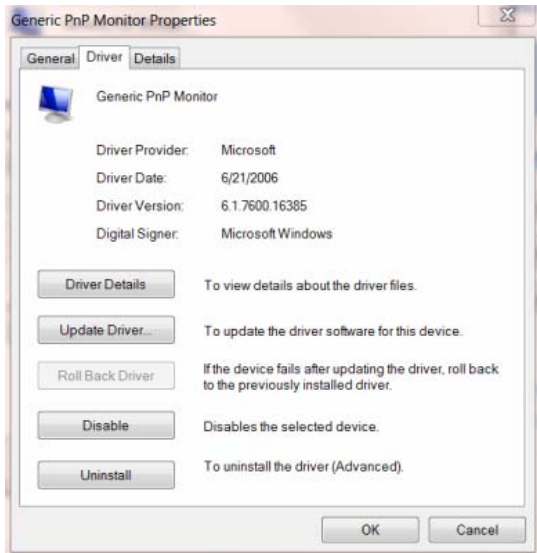 Generic PnP Monitor Properties
General Driver Details
Generic PnP Monitor
Driver Provider: Microsoft
Driver Date: 6/21/2006
Driver Version: 6.1.7600.16385
Digital Signer: Microsoft Windows
Driver Details To view details about the driver files.
Update Driver... To update the driver software for this device.
Roll Back Driver If the device fails after updating the driver, roll back
to the previously installed driver.
Disable Disables the selected device.
Uninstall To uninstall the driver (Advanced).
OK Cancel